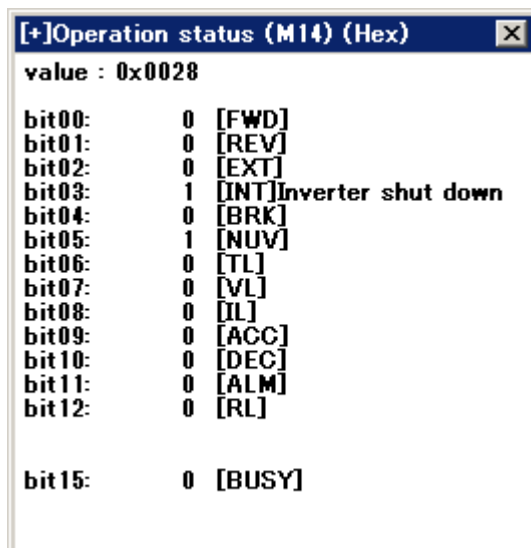 [+]Operation status (M14) (Hex)
value : 0x0028
bit00: 0 [FWD]
bit01: 0 [REV]
bit02: 0 [EXT]
bit03: 1 [INT]Inverter shut down
bit04: 0 [BRK]
bit05: 1 [NUV]
bit06: 0 [TL]
bit07: 0 [VL]
bit08: 0 [IL]
bit09: 0 [ACC]
bit10: 0 [DEC]
bit11: 0 [ALM]
bit12: 0 [RL]
bit15: 0 [BUSY]